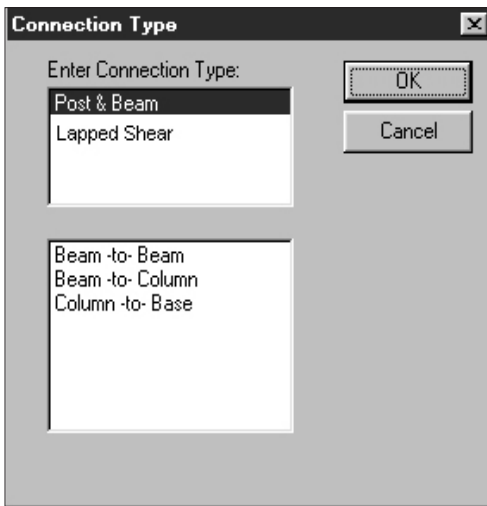 Connection Type
Enter Connection Type:
OK
Post & Beam
Lapped Shear
Cancel
Beam -to- Beam
Beam -to- Column
Column -to- Base